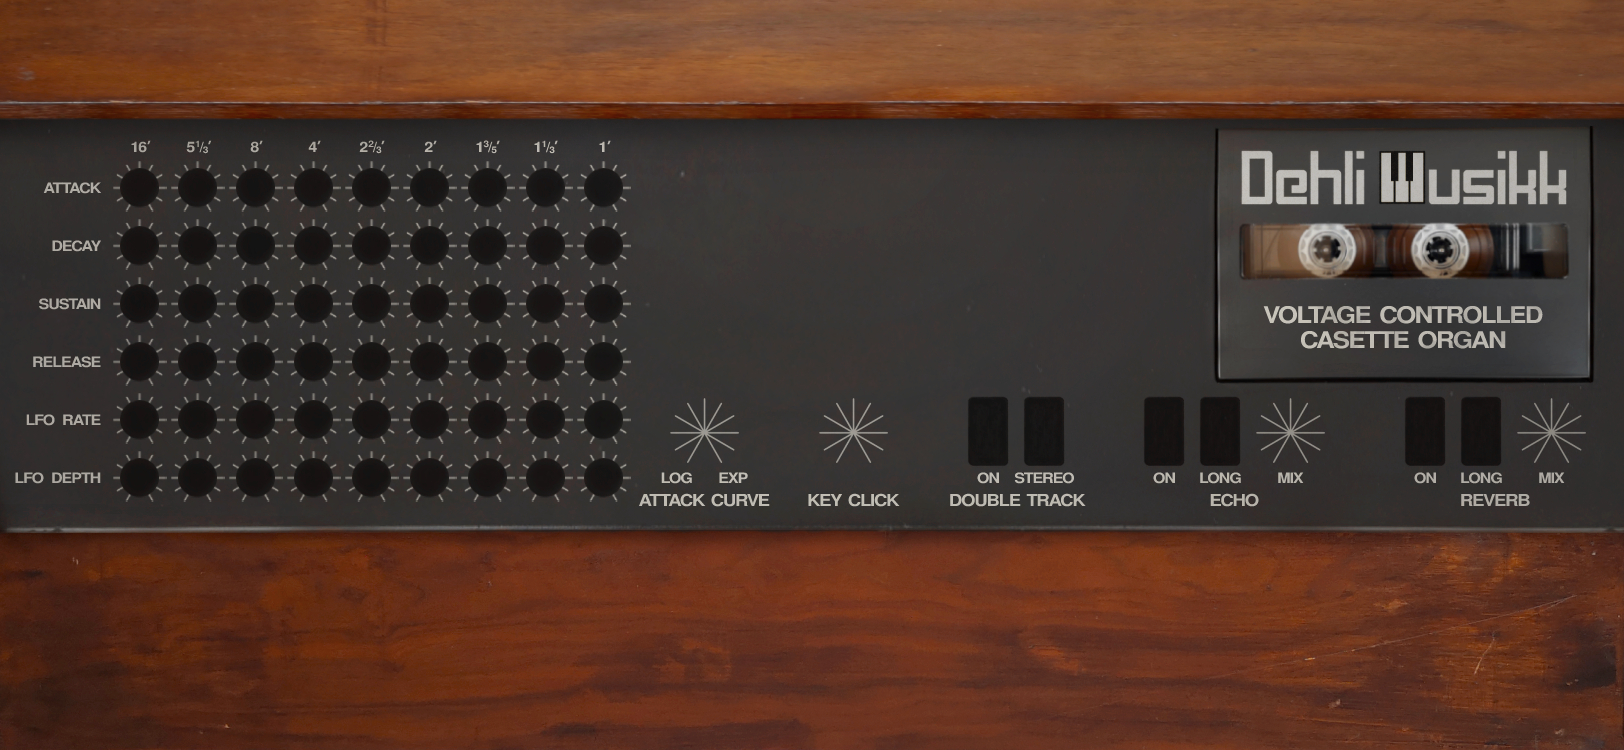 16′ 5⅓′ 8′ 4′ 2⅔′ 2′ 1⅗′ 1⅓′ 1′
ATTACK
DECAY
SUSTAIN
RELEASE
LFO RATE
LFO DEPTH
LOG EXP
ATTACK CURVE
KEY CLICK
ON STEREO
DOUBLE TRACK
ON LONG MIX
ECHO
ON LONG MIX
REVERB
Dehli Musikk
VOLTAGE CONTROLLED
CASETTE ORGAN